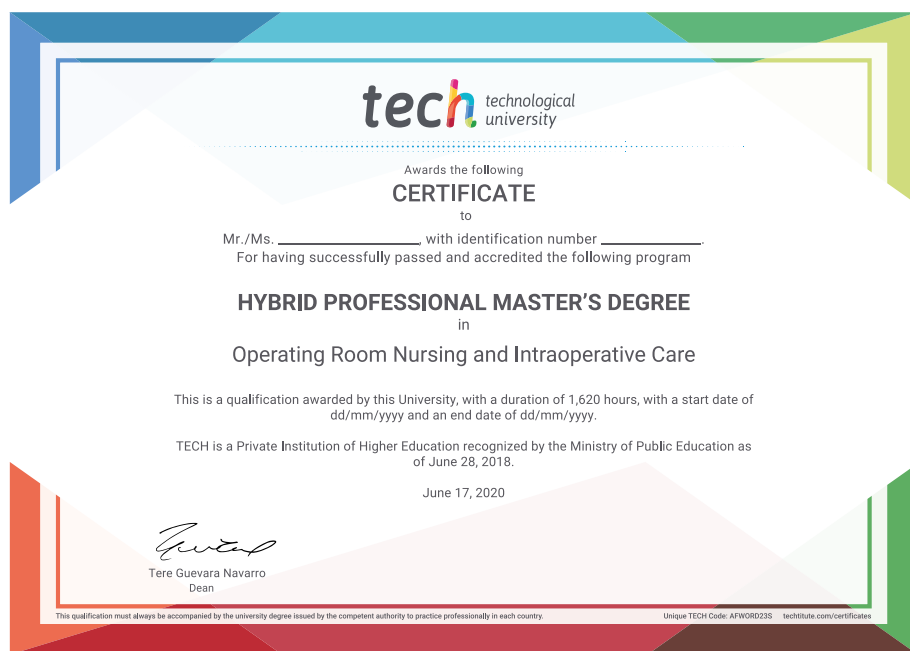 tech technological
university
Awards the following
CERTIFICATE
to
Mr./Ms. ____________________, with identification number ______________.
For having successfully passed and accredited the following program
HYBRID PROFESSIONAL MASTER'S DEGREE
in
Operating Room Nursing and Intraoperative Care
This is a qualification awarded by this University, with a duration of 1,620 hours, with a start date of
dd/mm/yyyy and an end date of dd/mm/yyyy.
TECH is a Private Institution of Higher Education recognized by the Ministry of Public Education as
of June 28, 2018.
June 17, 2020
Tere Guevara Navarro
Dean
This qualification must always be accompanied by the university degree issued by the competent authority to practice professionally in each country.
Unique TECH Code: AFWORD23S techtitute.com/certificates